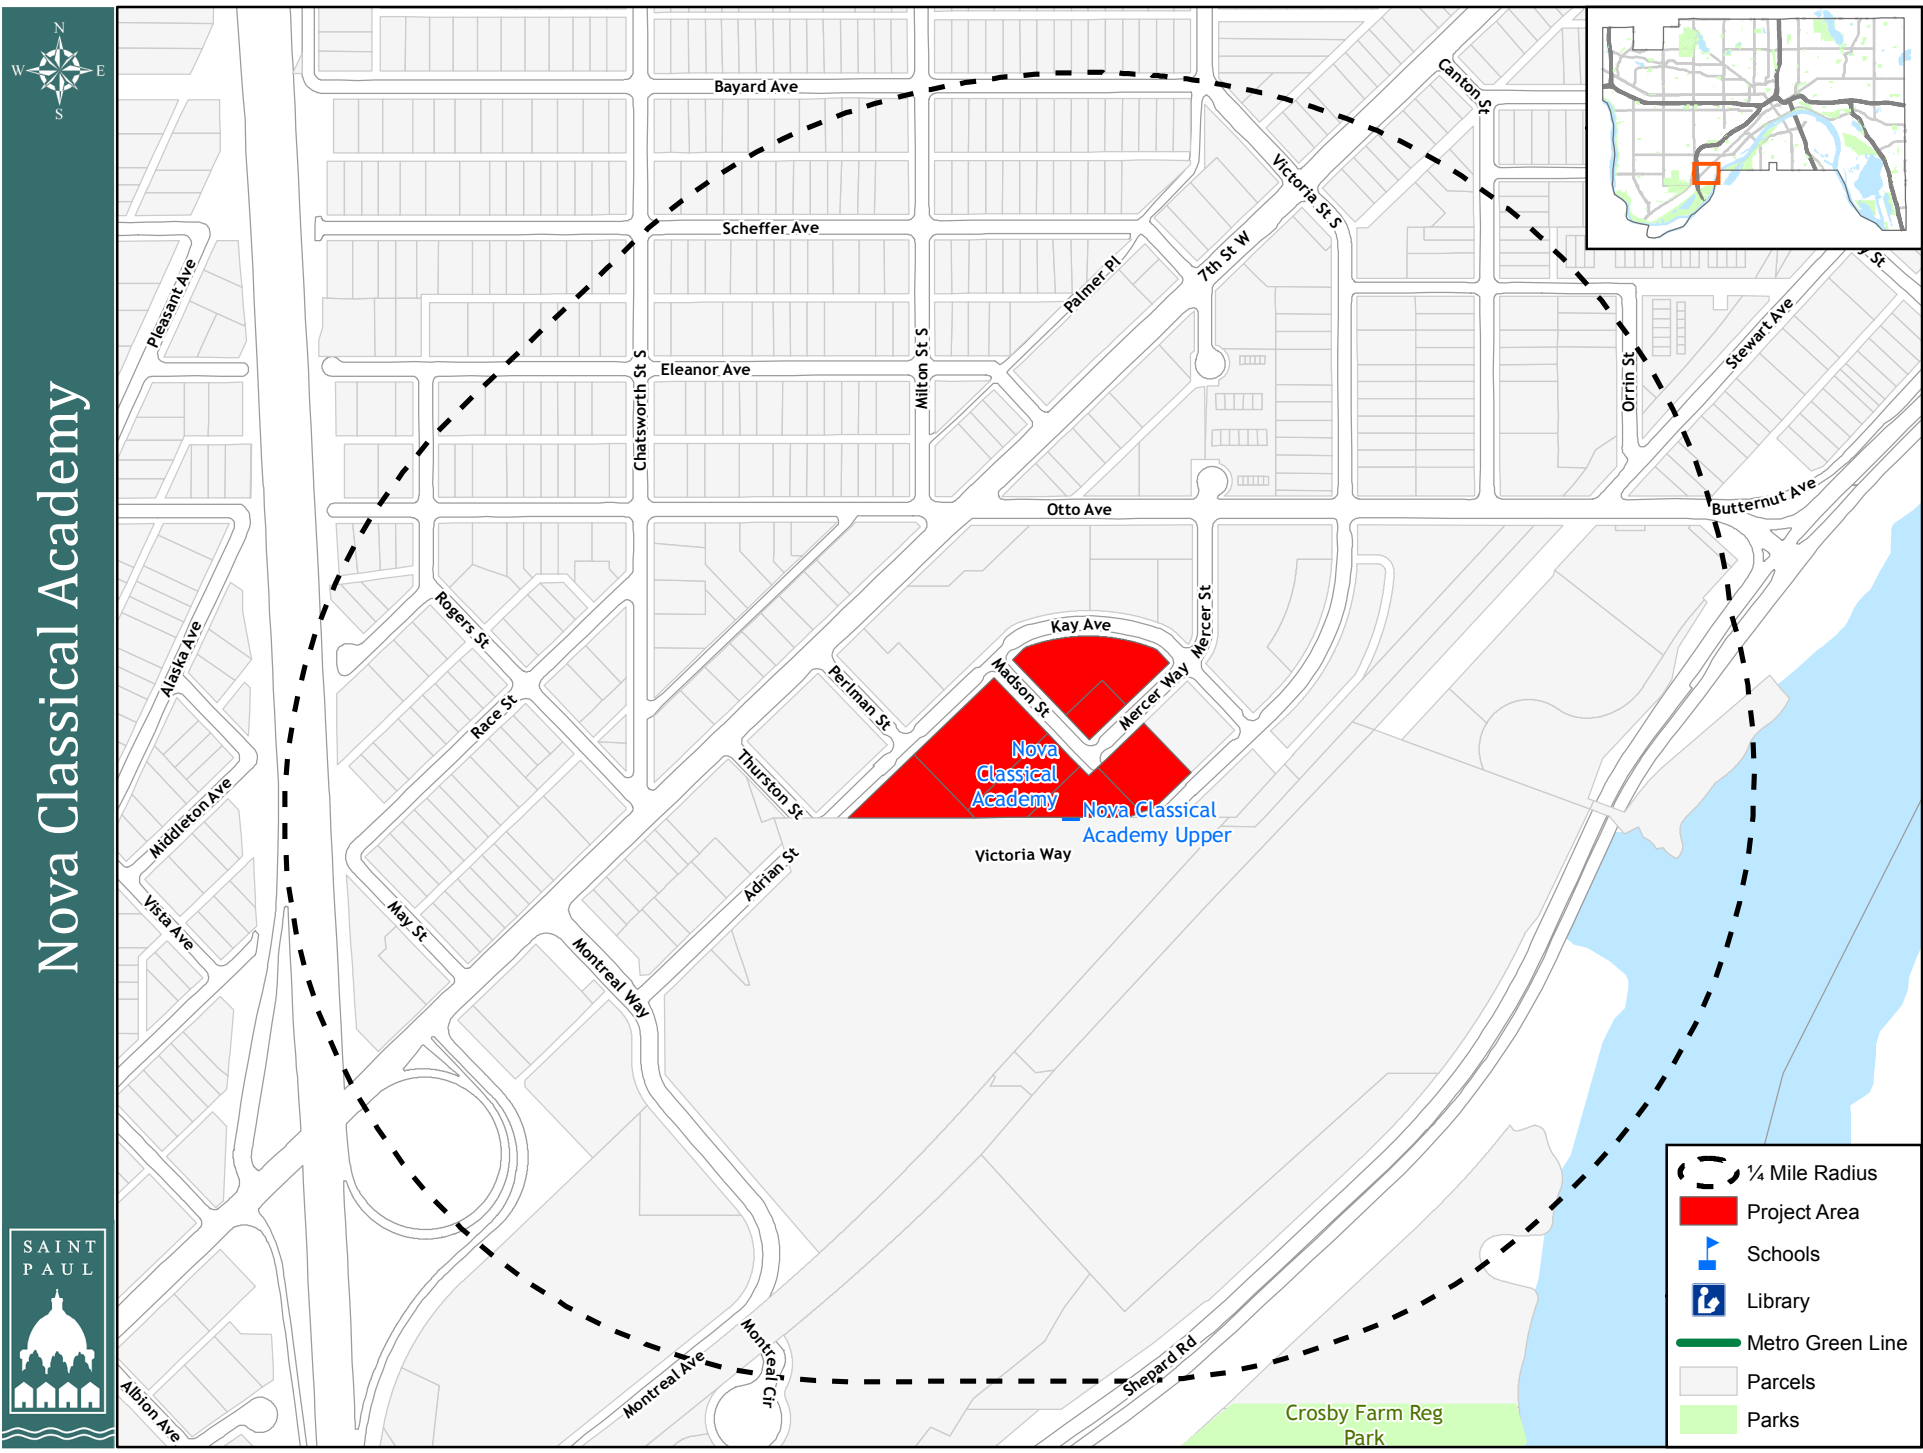 N
W
E
S
Nova Classical Academy
SAINT
PAUL
Bayard Ave
Canton St
Victoria St S
Scheffer Ave
7th St W
Palmer Pl
Pleasant Ave
Stewart Ave
Orrin St
Milton St S
Chatsworth St S
Eleanor Ave
Otto Ave
Butternut Ave
Rogers St
Kay Ave
Mercer St
Alaska Ave
Perlman St
Madson St
Mercer Way
Race St
Nova
Classical
Academy
Nova Classical
Academy Upper
Thurston St
Middleton Ave
Victoria Way
Adrian St
Vista Ave
May St
Montreal Way
Montreal Cir
Montreal Ave
Shepard Rd
Albion Ave
Crosby Farm Reg
Park
¼ Mile Radius
Project Area
Schools
Library
Metro Green Line
Parcels
Parks